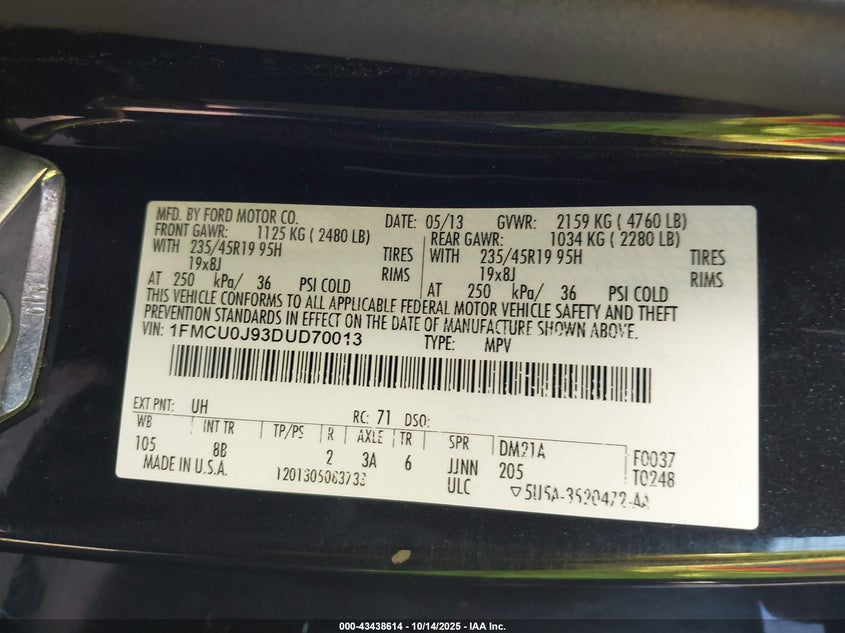 MFD. BY FORD MOTOR CO. DATE: 05/13 GVWR: 2159 KG ( 4760 LB)
FRONT GAWR: 1125 KG ( 2480 LB) REAR GAWR: 1034 KG ( 2280 LB)
WITH 235/45R19 95H TIRES WITH 235/45R19 95H TIRES
19x8J RIMS 19x8J RIMS
AT 250 kPa/ 36 PSI COLD AT 250 kPa/ 36 PSI COLD
THIS VEHICLE CONFORMS TO ALL APPLICABLE FEDERAL MOTOR VEHICLE SAFETY AND THEFT
PREVENTION STANDARDS IN EFFECT ON THE DATE OF MANUFACTURE SHOWN ABOVE.
VIN: 1FMCU0J93DUD70013 TYPE: MPV
EXT PNT: UH RC: 71 DSO:
WB INT TR TP/PS R AXLE TR SPR DM21A F0037
105 8B 2 3A 6 JJNN 205 T0248
MADE IN U.S.A. ULC
000-43438614 - 10/14/2025 - IAA Inc.